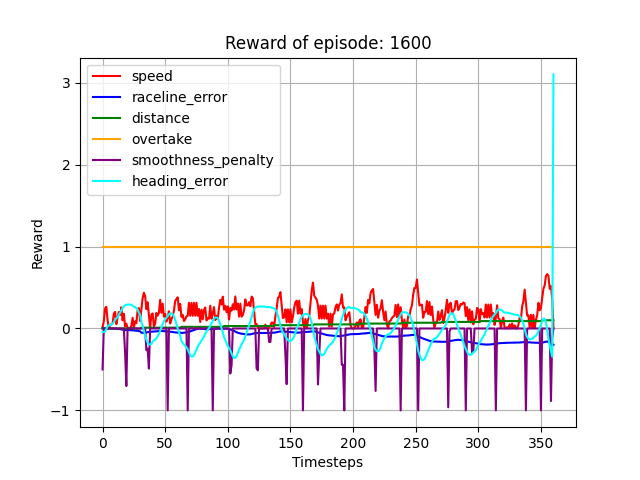 Reward of episode: 1600
speed
raceline_error
distance
overtake
smoothness_penalty
heading_error
Reward
3
2
1
0
−1
0
50
100
150
200
250
300
350
Timesteps